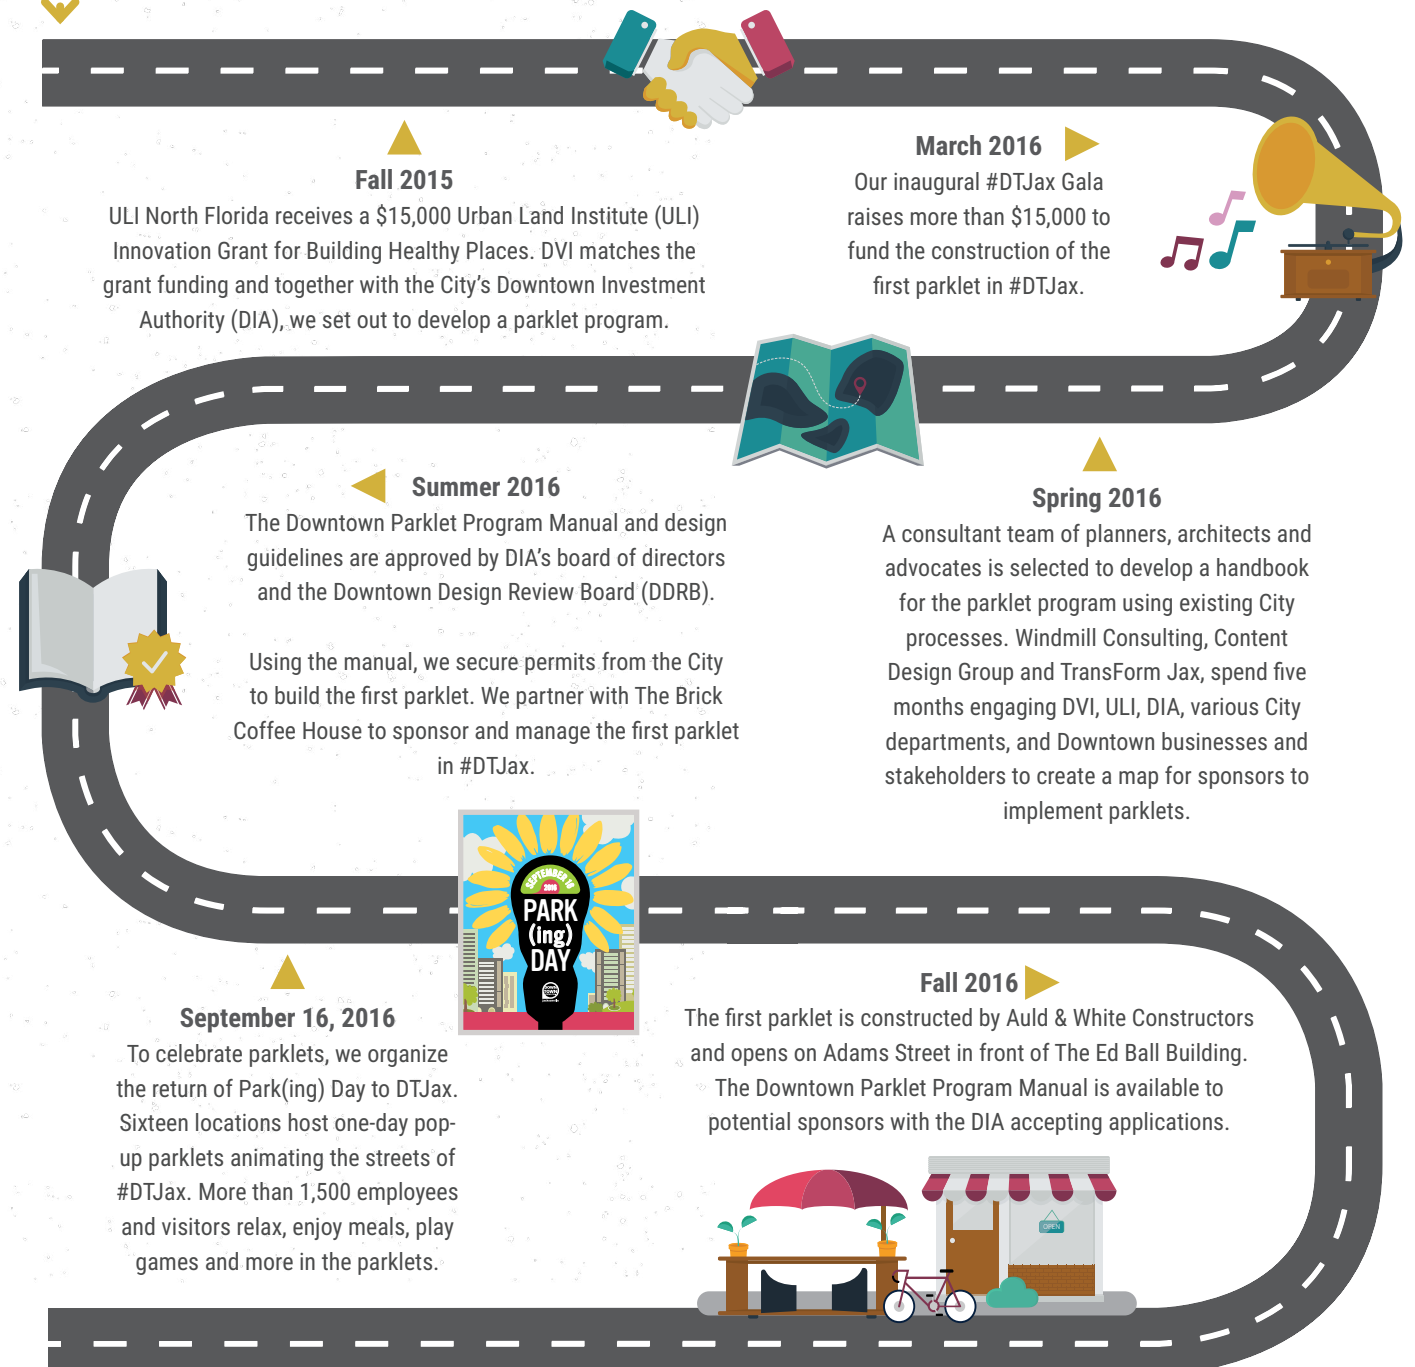 Fall 2015
ULI North Florida receives a $15,000 Urban Land Institute (ULI)
Innovation Grant for Building Healthy Places. DVI matches the
grant funding and together with the City’s Downtown Investment
Authority (DIA), we set out to develop a parklet program.
March 2016
Our inaugural #DTJax Gala
raises more than $15,000 to
fund the construction of the
first parklet in #DTJax.
Spring 2016
A consultant team of planners, architects and
advocates is selected to develop a handbook
for the parklet program using existing City
processes. Windmill Consulting, Content
Design Group and TransForm Jax, spend five
months engaging DVI, ULI, DIA, various City
departments, and Downtown businesses and
stakeholders to create a map for sponsors to
implement parklets.
Summer 2016
The Downtown Parklet Program Manual and design
guidelines are approved by DIA’s board of directors
and the Downtown Design Review Board (DDRB).
Using the manual, we secure permits from the City
to build the first parklet. We partner with The Brick
Coffee House to sponsor and manage the first parklet
in #DTJax.
SEPTEMBER 16
2016
PARK
(ing)
DAY
DOWN
TOWN
September 16, 2016
To celebrate parklets, we organize
the return of Park(ing) Day to DTJax.
Sixteen locations host one-day pop-
up parklets animating the streets of
#DTJax. More than 1,500 employees
and visitors relax, enjoy meals, play
games and more in the parklets.
Fall 2016
The first parklet is constructed by Auld & White Constructors
and opens on Adams Street in front of The Ed Ball Building.
The Downtown Parklet Program Manual is available to
potential sponsors with the DIA accepting applications.
OPEN